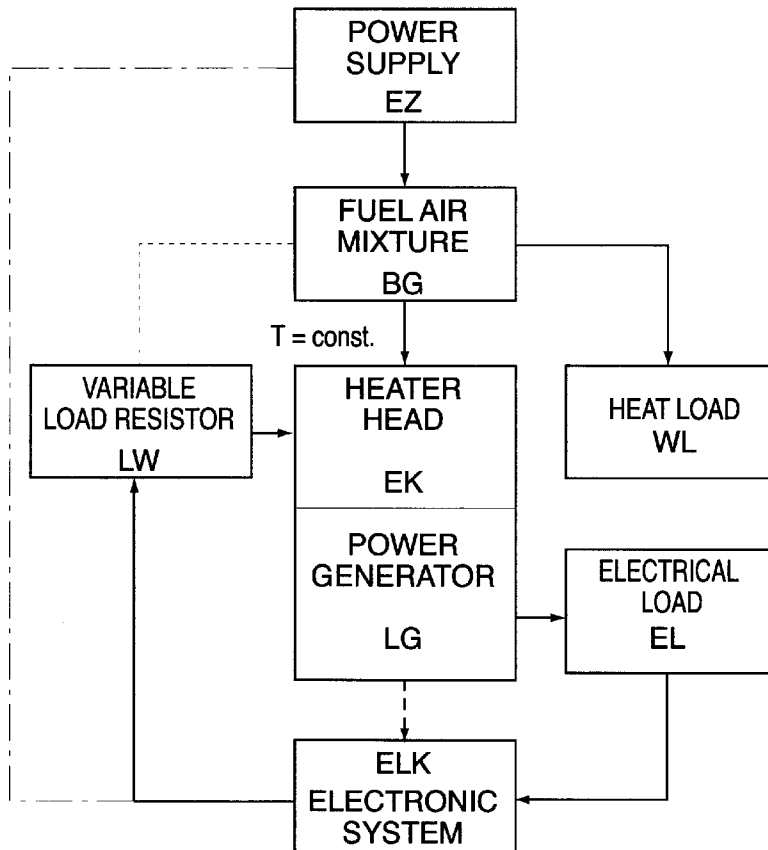 POWER
SUPPLY
EZ
FUEL AIR
MIXTURE
BG
T = const.
VARIABLE
LOAD RESISTOR
LW
HEATER
HEAD
EK
HEAT LOAD
WL
POWER
GENERATOR
LG
ELECTRICAL
LOAD
EL
ELK
ELECTRONIC
SYSTEM